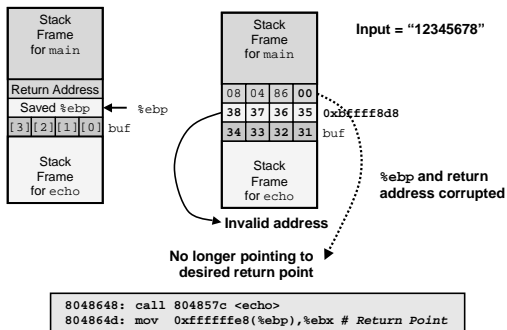 Stack
Frame
for main
Return Address
Saved %ebp
%ebp
[3][2][1][0] buf
Stack
Frame
for echo
Input = “12345678”
Stack
Frame
for main
08 04 86 00
38 37 36 35 0xbffff8d8
34 33 32 31 buf
Stack
Frame
for echo
%ebp and return
address corrupted
Invalid address
No longer pointing to
desired return point
8048648: call 804857c <echo>
804864d: mov 0xffffffe8(%ebp),%ebx # Return Point